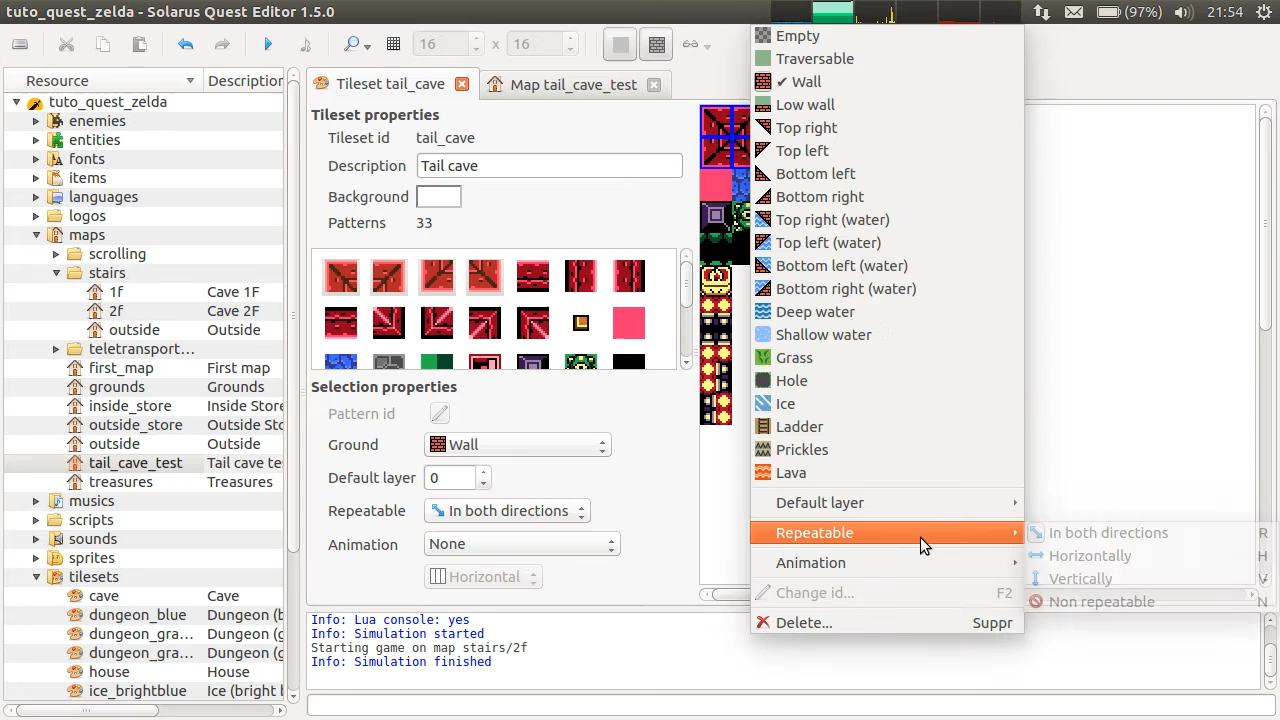 tuto_quest_zelda - Solarus Quest Editor 1.5.0
(97%)
21:54
16 x 16
Resource Description
tuto_quest_zelda
enemies
entities
fonts
items
languages
logos
maps
scrolling
stairs
1f Cave 1F
2f Cave 2F
outside Outside
teletransport...
first_map First map
grounds Grounds
inside_store Inside Store
outside_store Outside Sto
outside Outside
tail_cave_test Tail cave te
treasures Treasures
musics
scripts
sounds
sprites
tilesets
cave Cave
dungeon_blue Dungeon (b
dungeon_gra... Dungeon (d
dungeon_gra... Dungeon (d
house House
ice_brightblue Ice (bright b
Tileset tail_cave
Map tail_cave_test
Tileset properties
Tileset id tail_cave
Description Tail cave
Background
Patterns 33
Selection properties
Pattern id
Ground Wall
Default layer 0
Repeatable In both directions
Animation None
Horizontal
Info: Lua console: yes
Info: Simulation started
Starting game on map stairs/2f
Info: Simulation finished
Empty
Traversable
✔ Wall
Low wall
Top right
Top left
Bottom left
Bottom right
Top right (water)
Top left (water)
Bottom left (water)
Bottom right (water)
Deep water
Shallow water
Grass
Hole
Ice
Ladder
Prickles
Lava
Default layer
Repeatable
Animation
Change id... F2
Delete... Suppr
In both directions R
Horizontally H
Vertically V
Non repeatable N